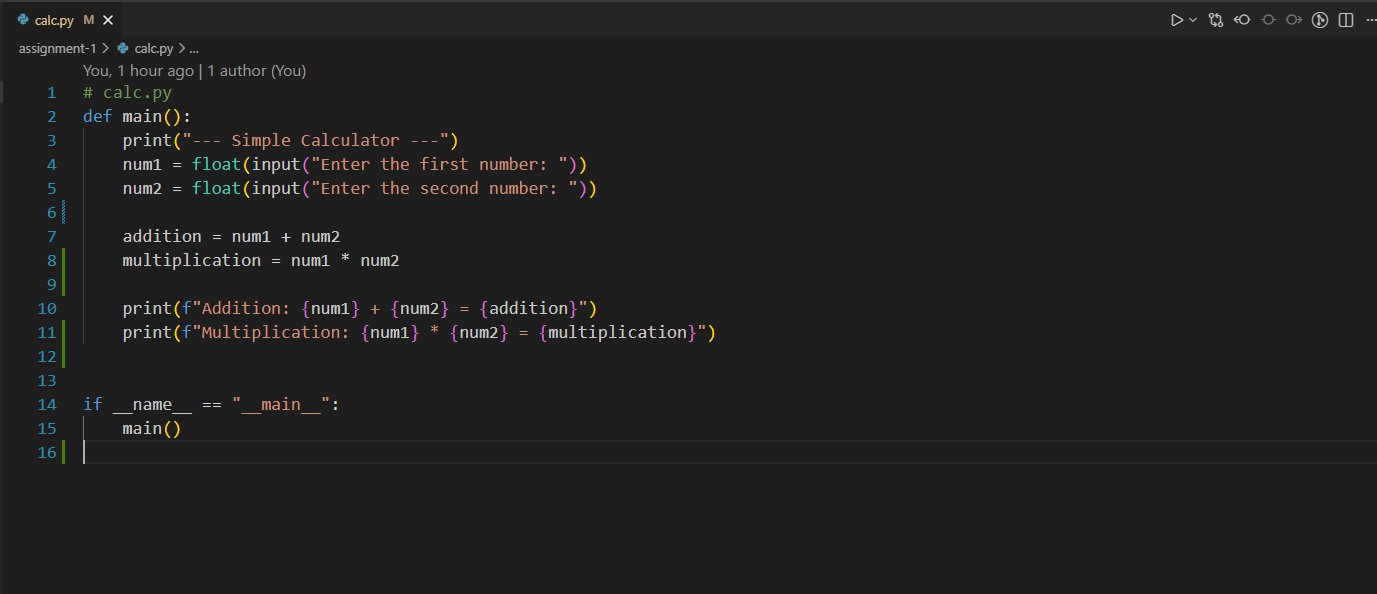 calc.py M
assignment-1 > calc.py > ...
You, 1 hour ago | 1 author (You)
1 # calc.py
2 def main():
3     print("--- Simple Calculator ---")
4     num1 = float(input("Enter the first number: "))
5     num2 = float(input("Enter the second number: "))
6
7     addition = num1 + num2
8     multiplication = num1 * num2
9
10     print(f"Addition: {num1} + {num2} = {addition}")
11     print(f"Multiplication: {num1} * {num2} = {multiplication}")
12
13
14 if __name__ == "__main__":
15     main()
16